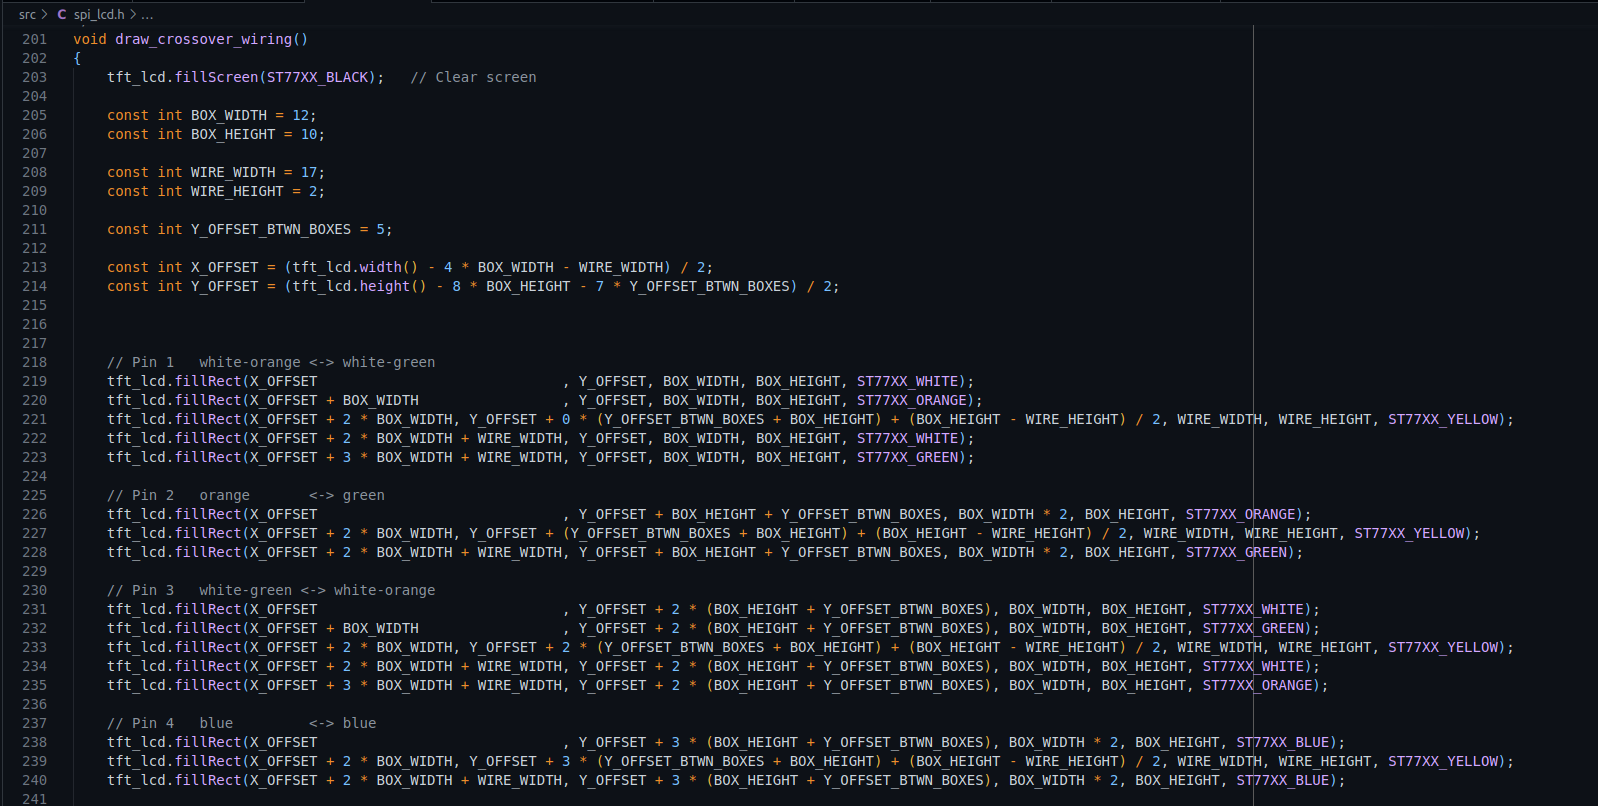 src > C spi_lcd.h > ...
201 void draw_crossover_wiring()
202 {
203     tft_lcd.fillScreen(ST77XX_BLACK);   // Clear screen
204
205     const int BOX_WIDTH = 12;
206     const int BOX_HEIGHT = 10;
207
208     const int WIRE_WIDTH = 17;
209     const int WIRE_HEIGHT = 2;
210
211     const int Y_OFFSET_BTWN_BOXES = 5;
212
213     const int X_OFFSET = (tft_lcd.width() - 4 * BOX_WIDTH - WIRE_WIDTH) / 2;
214     const int Y_OFFSET = (tft_lcd.height() - 8 * BOX_HEIGHT - 7 * Y_OFFSET_BTWN_BOXES) / 2;
215
216
217
218     // Pin 1   white-orange <-> white-green
219     tft_lcd.fillRect(X_OFFSET                             , Y_OFFSET, BOX_WIDTH, BOX_HEIGHT, ST77XX_WHITE);
220     tft_lcd.fillRect(X_OFFSET + BOX_WIDTH                 , Y_OFFSET, BOX_WIDTH, BOX_HEIGHT, ST77XX_ORANGE);
221     tft_lcd.fillRect(X_OFFSET + 2 * BOX_WIDTH, Y_OFFSET + 0 * (Y_OFFSET_BTWN_BOXES + BOX_HEIGHT) + (BOX_HEIGHT - WIRE_HEIGHT) / 2, WIRE_WIDTH, WIRE_HEIGHT, ST77XX_YELLOW);
222     tft_lcd.fillRect(X_OFFSET + 2 * BOX_WIDTH + WIRE_WIDTH, Y_OFFSET, BOX_WIDTH, BOX_HEIGHT, ST77XX_WHITE);
223     tft_lcd.fillRect(X_OFFSET + 3 * BOX_WIDTH + WIRE_WIDTH, Y_OFFSET, BOX_WIDTH, BOX_HEIGHT, ST77XX_GREEN);
224
225     // Pin 2   orange       <-> green
226     tft_lcd.fillRect(X_OFFSET                             , Y_OFFSET + BOX_HEIGHT + Y_OFFSET_BTWN_BOXES, BOX_WIDTH * 2, BOX_HEIGHT, ST77XX_ORANGE);
227     tft_lcd.fillRect(X_OFFSET + 2 * BOX_WIDTH, Y_OFFSET + (Y_OFFSET_BTWN_BOXES + BOX_HEIGHT) + (BOX_HEIGHT - WIRE_HEIGHT) / 2, WIRE_WIDTH, WIRE_HEIGHT, ST77XX_YELLOW);
228     tft_lcd.fillRect(X_OFFSET + 2 * BOX_WIDTH + WIRE_WIDTH, Y_OFFSET + BOX_HEIGHT + Y_OFFSET_BTWN_BOXES, BOX_WIDTH * 2, BOX_HEIGHT, ST77XX_GREEN);
229
230     // Pin 3   white-green <-> white-orange
231     tft_lcd.fillRect(X_OFFSET                             , Y_OFFSET + 2 * (BOX_HEIGHT + Y_OFFSET_BTWN_BOXES), BOX_WIDTH, BOX_HEIGHT, ST77XX_WHITE);
232     tft_lcd.fillRect(X_OFFSET + BOX_WIDTH                 , Y_OFFSET + 2 * (BOX_HEIGHT + Y_OFFSET_BTWN_BOXES), BOX_WIDTH, BOX_HEIGHT, ST77XX_GREEN);
233     tft_lcd.fillRect(X_OFFSET + 2 * BOX_WIDTH, Y_OFFSET + 2 * (Y_OFFSET_BTWN_BOXES + BOX_HEIGHT) + (BOX_HEIGHT - WIRE_HEIGHT) / 2, WIRE_WIDTH, WIRE_HEIGHT, ST77XX_YELLOW);
234     tft_lcd.fillRect(X_OFFSET + 2 * BOX_WIDTH + WIRE_WIDTH, Y_OFFSET + 2 * (BOX_HEIGHT + Y_OFFSET_BTWN_BOXES), BOX_WIDTH, BOX_HEIGHT, ST77XX_WHITE);
235     tft_lcd.fillRect(X_OFFSET + 3 * BOX_WIDTH + WIRE_WIDTH, Y_OFFSET + 2 * (BOX_HEIGHT + Y_OFFSET_BTWN_BOXES), BOX_WIDTH, BOX_HEIGHT, ST77XX_ORANGE);
236
237     // Pin 4   blue         <-> blue
238     tft_lcd.fillRect(X_OFFSET                             , Y_OFFSET + 3 * (BOX_HEIGHT + Y_OFFSET_BTWN_BOXES), BOX_WIDTH * 2, BOX_HEIGHT, ST77XX_BLUE);
239     tft_lcd.fillRect(X_OFFSET + 2 * BOX_WIDTH, Y_OFFSET + 3 * (Y_OFFSET_BTWN_BOXES + BOX_HEIGHT) + (BOX_HEIGHT - WIRE_HEIGHT) / 2, WIRE_WIDTH, WIRE_HEIGHT, ST77XX_YELLOW);
240     tft_lcd.fillRect(X_OFFSET + 2 * BOX_WIDTH + WIRE_WIDTH, Y_OFFSET + 3 * (BOX_HEIGHT + Y_OFFSET_BTWN_BOXES), BOX_WIDTH * 2, BOX_HEIGHT, ST77XX_BLUE);
241